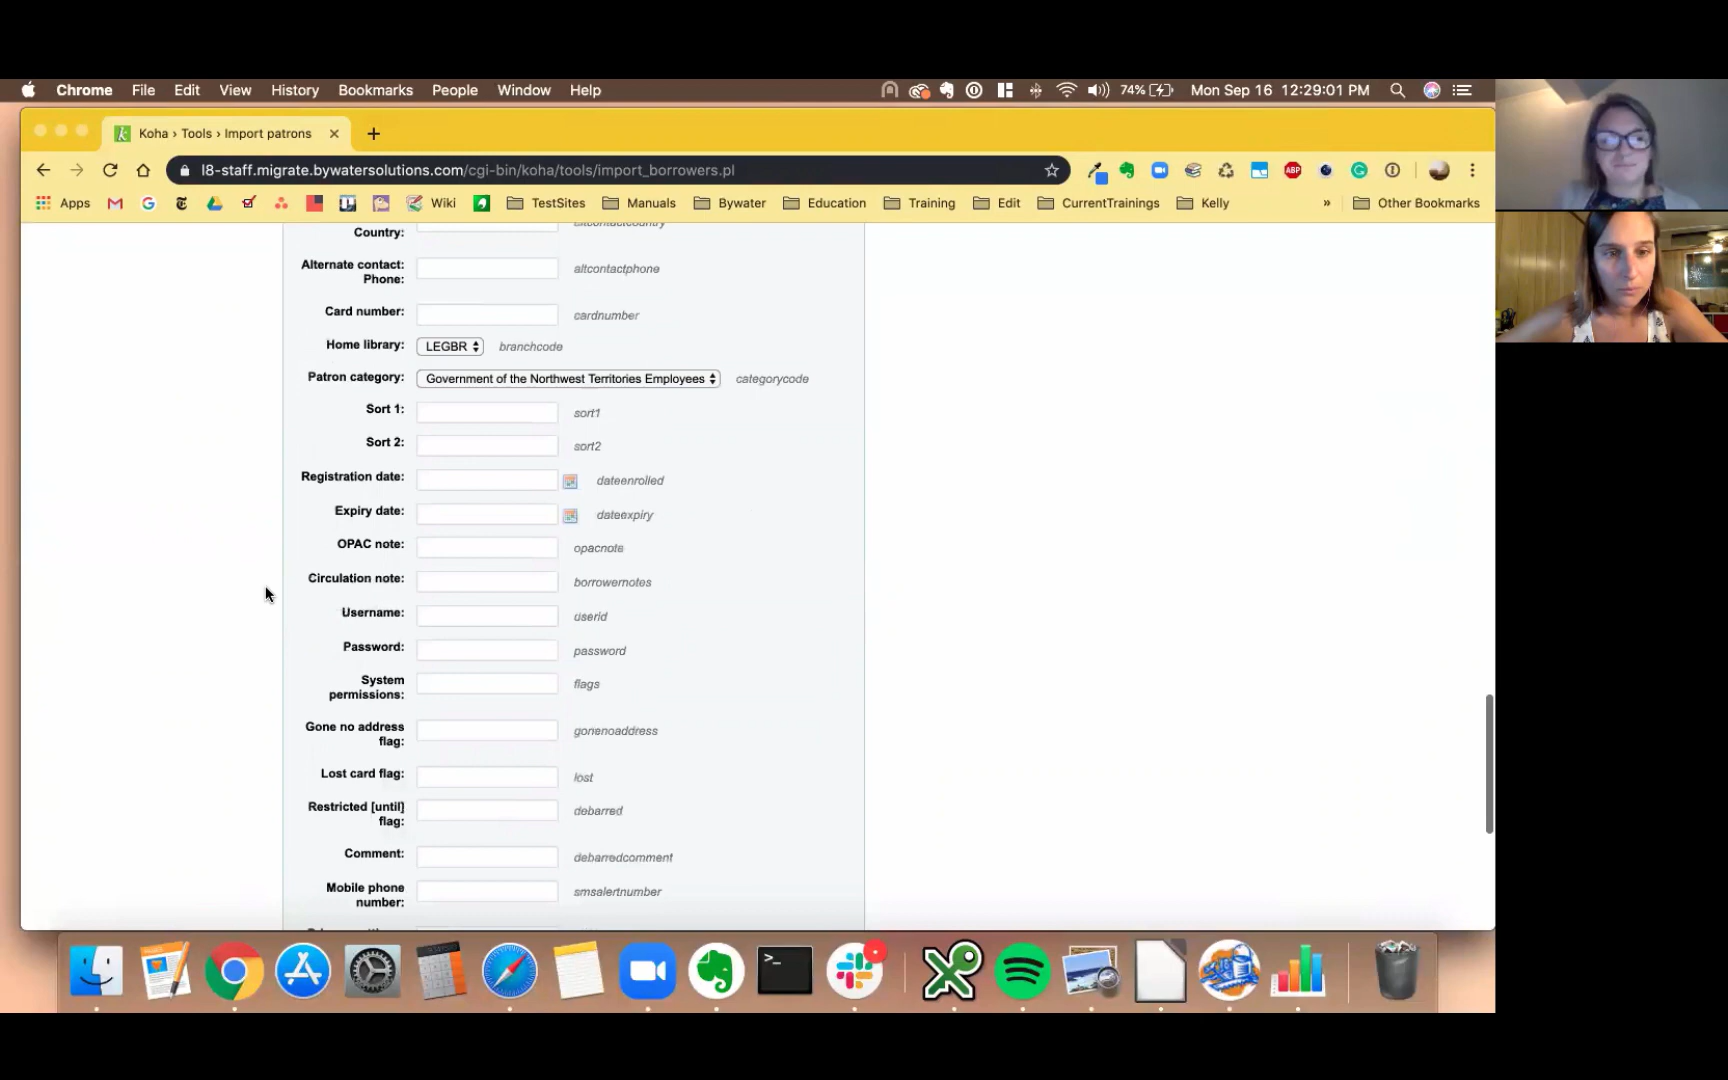 Chrome File Edit View History Bookmarks People Window Help 74% Mon Sep 16 12:29:01 PM
Koha › Tools › Import patrons
l8-staff.migrate.bywatersolutions.com/cgi-bin/koha/tools/import_borrowers.pl ABP
Apps Wiki TestSites Manuals Bywater Education Training Edit CurrentTrainings Kelly » Other Bookmarks
Country: altcontactcountry
Alternate contact: altcontactphone
Phone:
Card number: cardnumber
Home library: LEGBR branchcode
Patron category: Government of the Northwest Territories Employees categorycode
Sort 1: sort1
Sort 2: sort2
Registration date: dateenrolled
Expiry date: dateexpiry
OPAC note: opacnote
Circulation note: borrowernotes
Username: userid
Password: password
System flags
permissions:
Gone no address gonenoaddress
flag:
Lost card flag: lost
Restricted [until] debarred
flag:
Comment: debarredcomment
Mobile phone smsalertnumber
number: